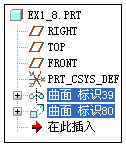 EX1_8.PRT
RIGHT
TOP
FRONT
PRT_CSYS_DEF
曲面 标识39
曲面 标识80
在此插入